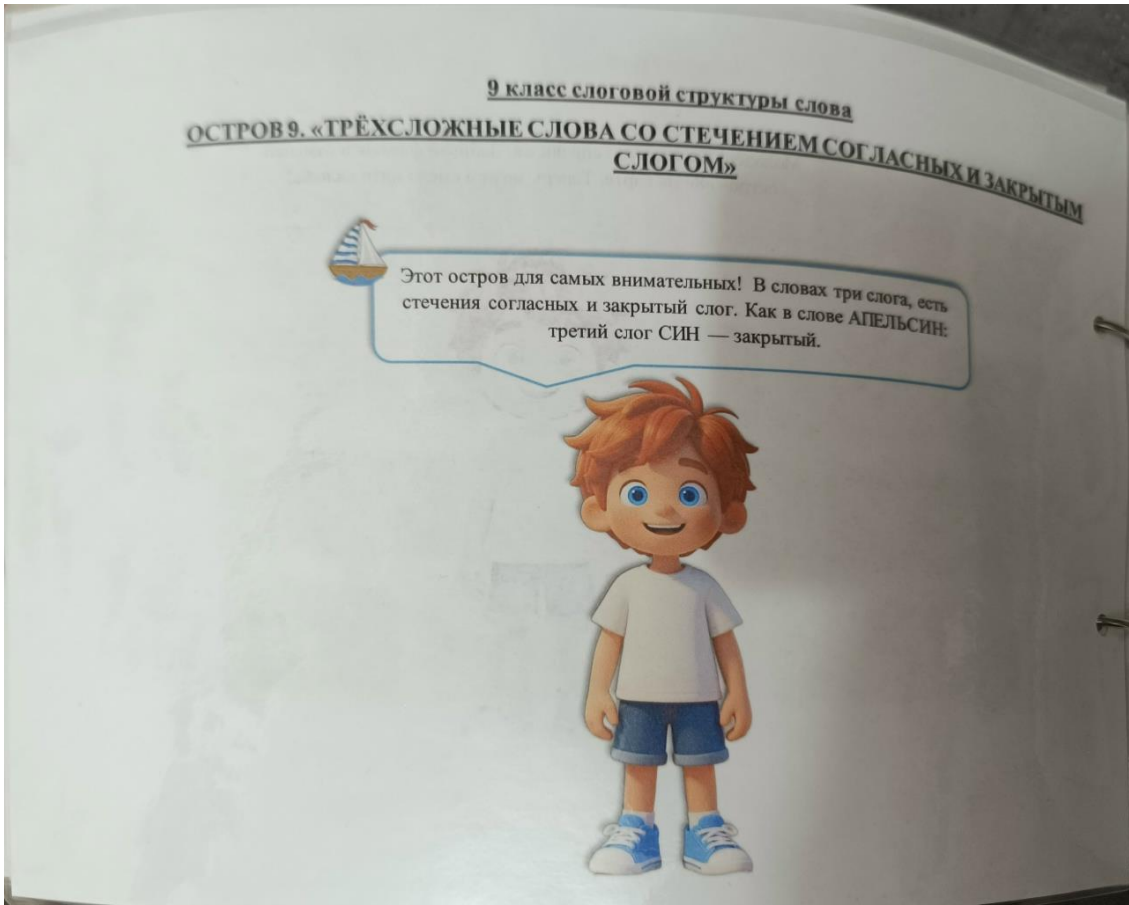 9 класс слоговой структуры слова
ОСТРОВ 9. «ТРЁХСЛОЖНЫЕ СЛОВА СО СТЕЧЕНИЕМ СОГЛАСНЫХ И ЗАКРЫТЫМ
СЛОГОМ»
Этот остров для самых внимательных! В словах три слога, есть
стечения согласных и закрытый слог. Как в слове АПЕЛЬСИН:
третий слог СИН — закрытый.